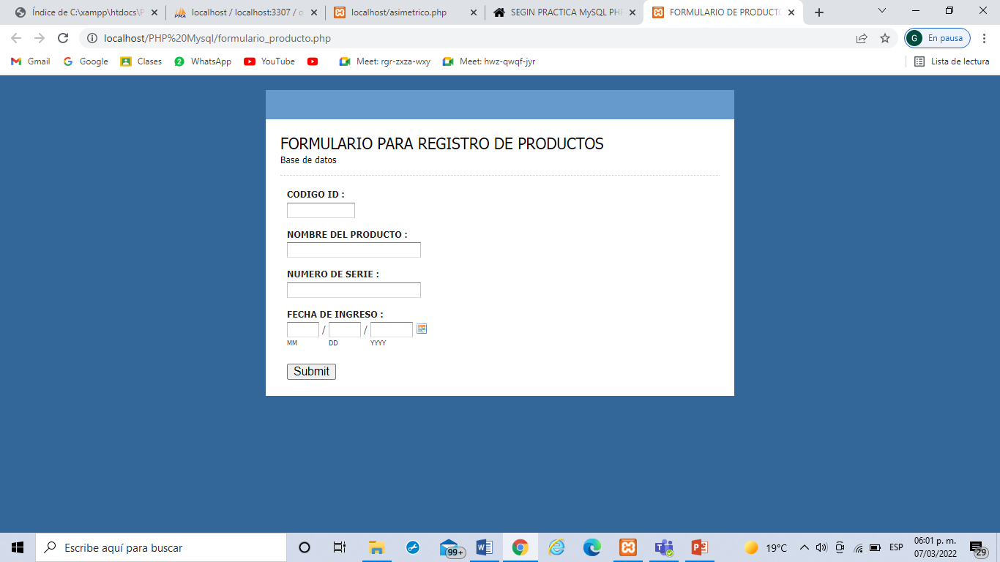 Índice de C:\xampp\htdocs\P
localhost / localhost:3307 / c
localhost/asimetrico.php
SEGIN PRACTICA MySQL PH
FORMULARIO DE PRODUCTO
localhost/PHP%20Mysql/formulario_producto.php
G En pausa
Gmail
Google
Clases
2 WhatsApp
YouTube
Meet: rgr-zxza-wxy
Meet: hwz-qwqf-jyr
Lista de lectura
FORMULARIO PARA REGISTRO DE PRODUCTOS
Base de datos
CODIGO ID :
NOMBRE DEL PRODUCTO :
NUMERO DE SERIE :
FECHA DE INGRESO :
/ /
MM DD YYYY
Submit
Escribe aquí para buscar
99+
19°C
ESP
06:01 p. m.
07/03/2022
29